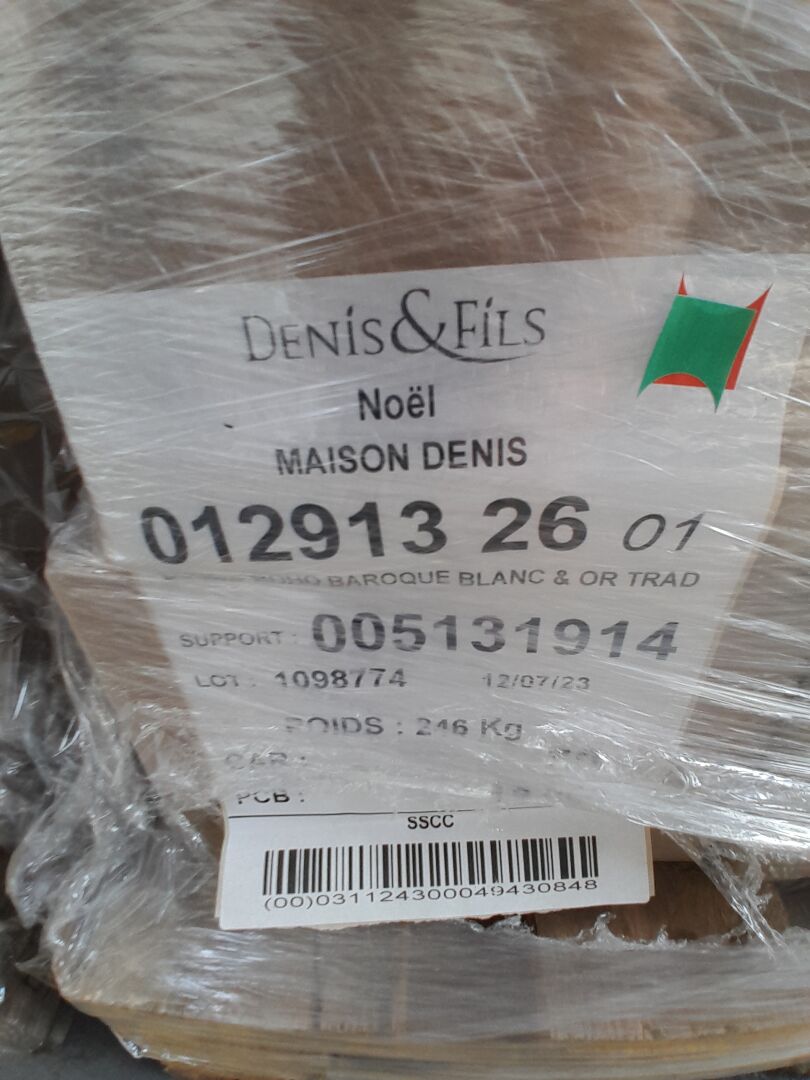 DENIS & FILS
Noël
MAISON DENIS
012913 26 01
BAROQUE BLANC & OR TRAD
SUPPORT : 005131914
LOT : 1098774 12/07/23
POIDS : 246 Kg
CAR :
PCB :
SSCC
(00)031124300049430848